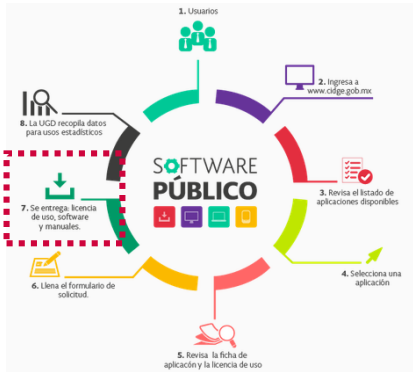 1. Usuarios
2. Ingresa a
www.cidge.gob.mx
3. Revisa el listado de
aplicaciones disponibles
4. Selecciona una
aplicación
5. Revisa la ficha de
aplicacón y la licencia de uso
6. Llena el formulario de
solicitud.
7. Se entrega: licencia
de uso, software
y manuales.
8. La UGD recopila datos
para usos estadísticos
SOFTWARE
PÚBLICO